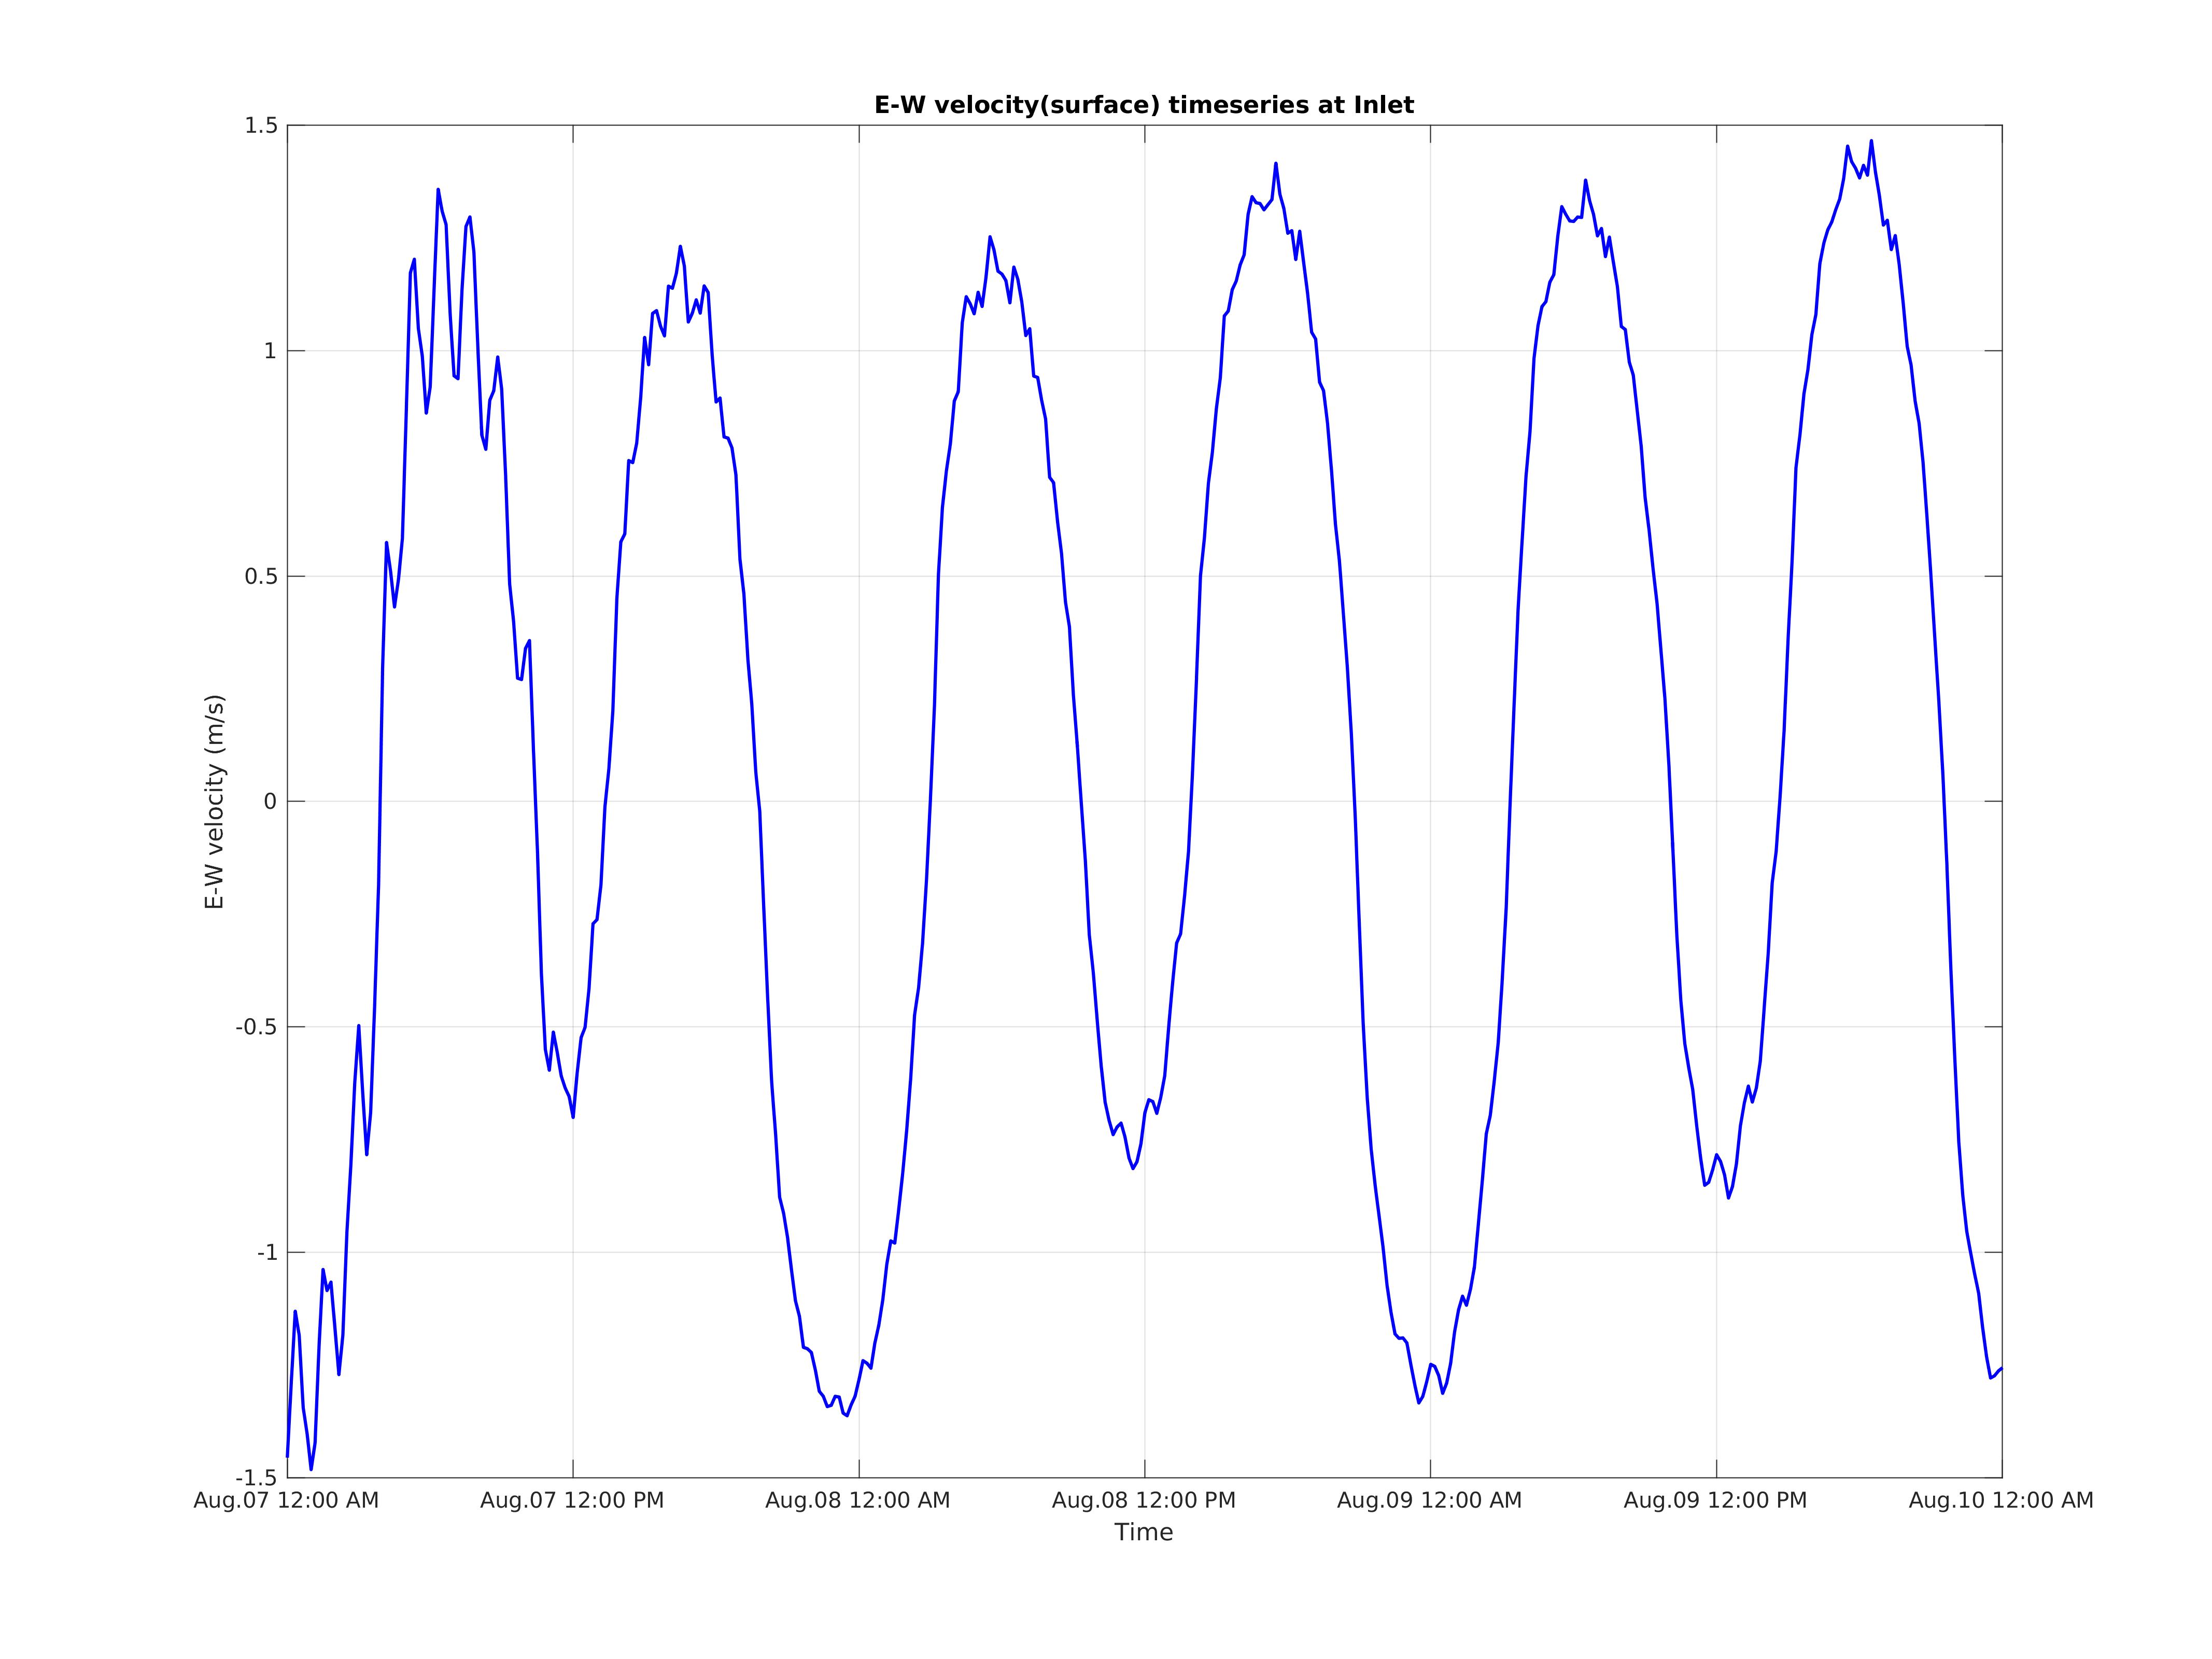 E-W velocity(surface) timeseries at Inlet
1.5
1
0.5
0
-0.5
-1
-1.5
E-W velocity (m/s)
Aug.07 12:00 AM Aug.07 12:00 PM Aug.08 12:00 AM Aug.08 12:00 PM Aug.09 12:00 AM Aug.09 12:00 PM Aug.10 12:00 AM
Time